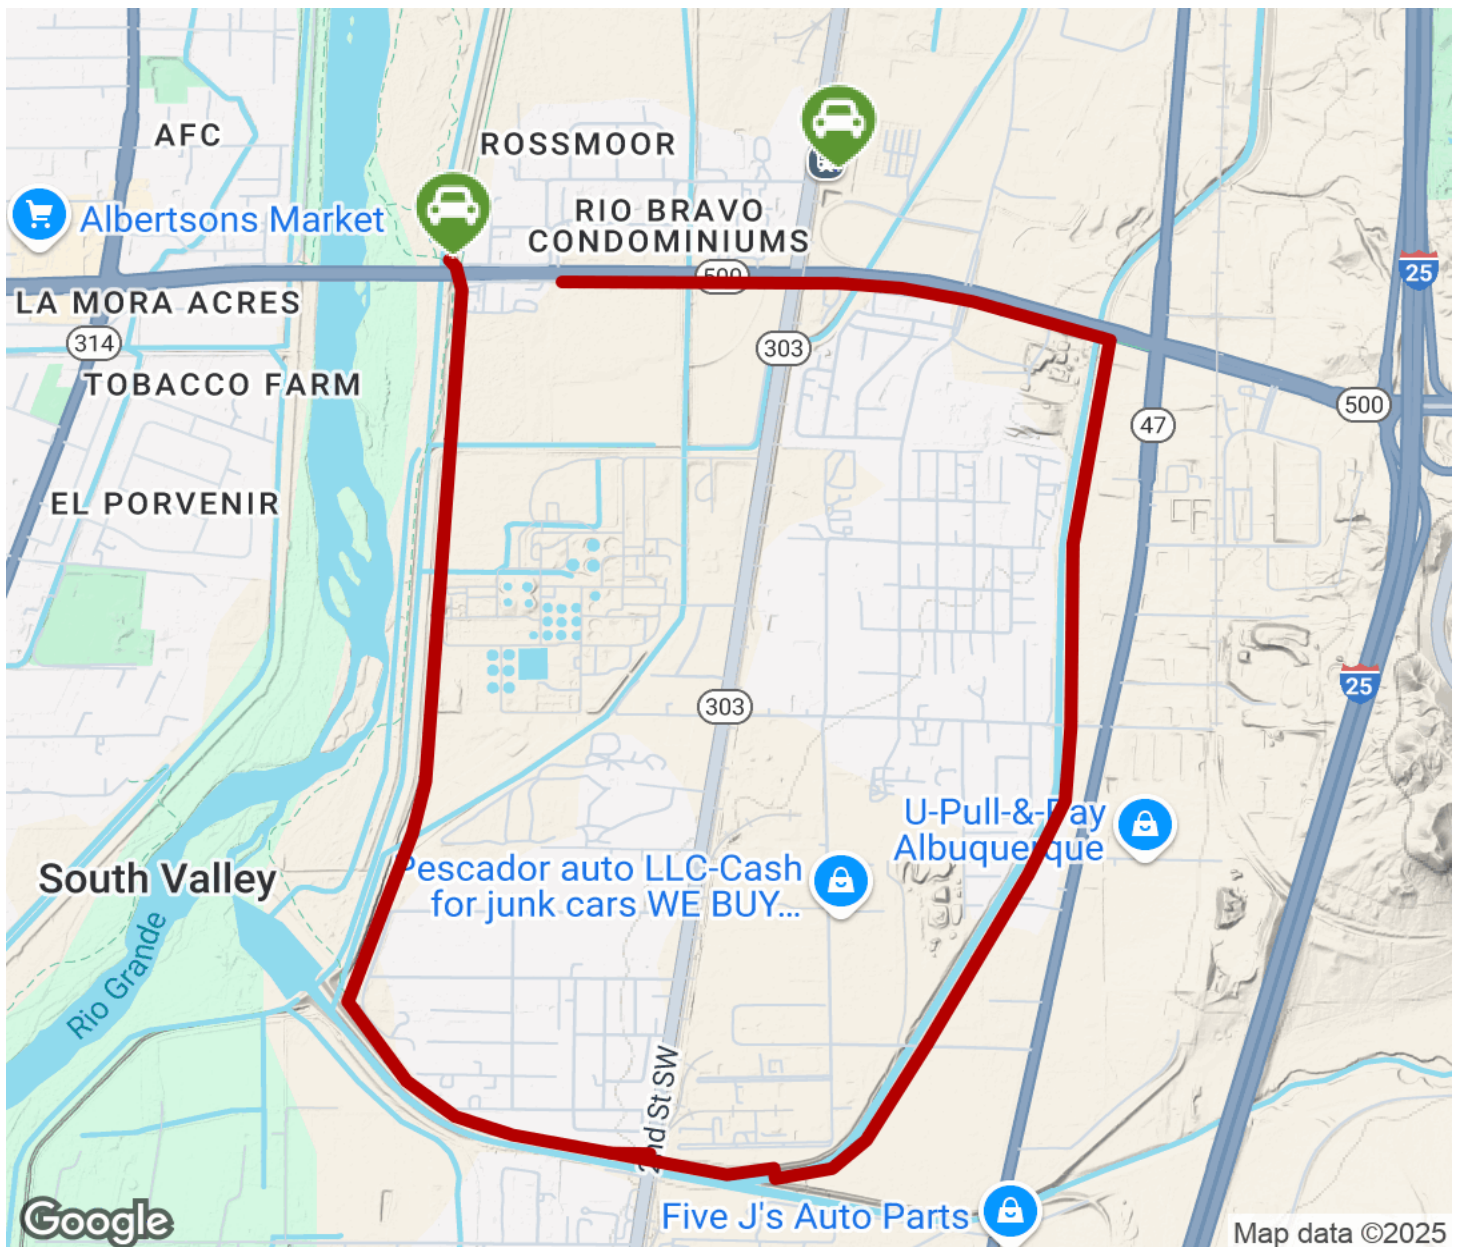 AFC
ROSSMOOR
Albertsons Market
RIO BRAVO
CONDOMINIUMS
500
25
LA MORA ACRES
314
303
TOBACCO FARM
500
47
EL PORVENIR
25
303
U-Pull-&-Pay
Albuquerque
South Valley
Pescador auto LLC-Cash
for junk cars WE BUY...
Rio Grande
2nd St SW
Five J's Auto Parts
Google
Map data ©2025